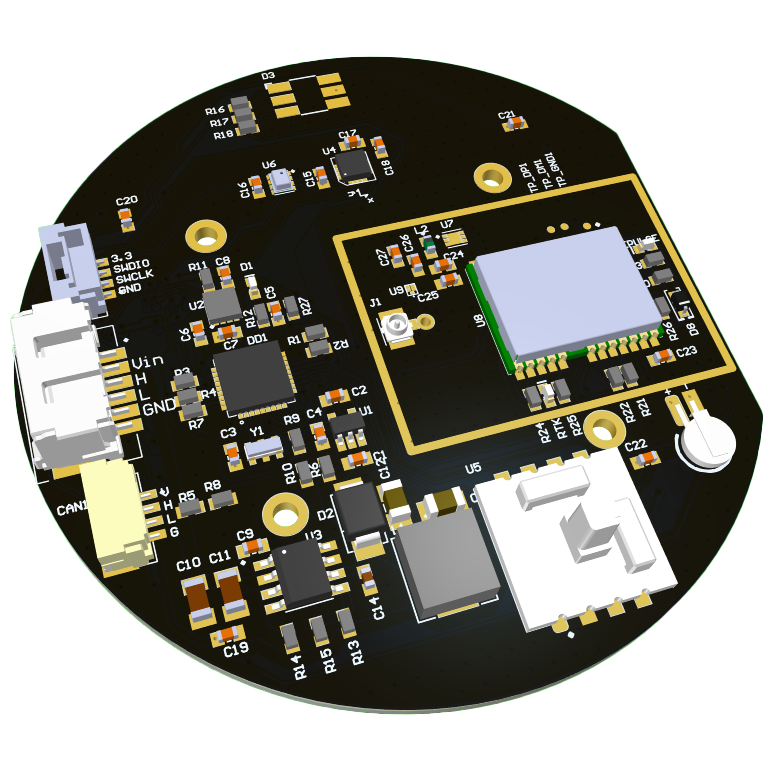 D3
R16
R17
R18
C21
C17
U4
C18
U6
C16
C15
TP_DP1
TP_DM1
TP_GND1
C20
3.3
SWDIO
SWCLK
GND
L2
U7
C26
C27
C24
U9
C25
J1
U8
R26
D8
C23
R11
C8
D1
U2
R12
C5
R27
C6
C7
DD1
R1
R2
Vin
H
L
GND
R3
R4
R7
C2
C4
U1
R9
C3
Y1
R10
R6
R24
R25
R22
R21
+
-
C22
U5
V
H
L
G
R5
R8
D2
C9
U3
C10
C11
C14
C19
R14
R15
R13